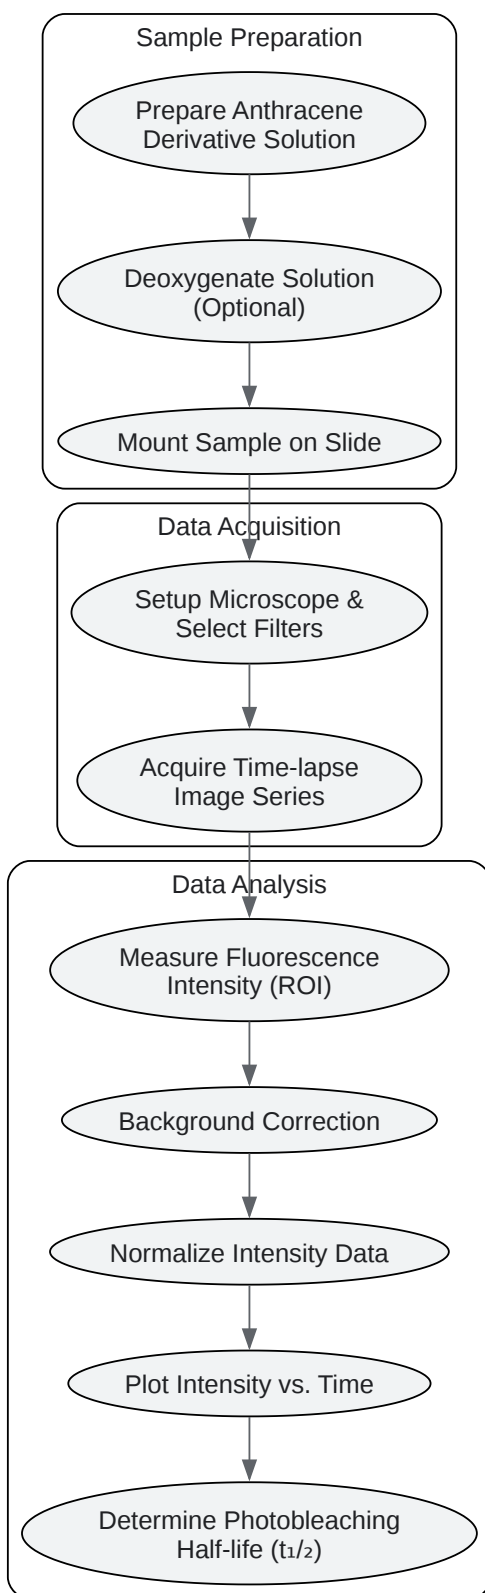 Sample Preparation
Prepare Anthracene
Derivative Solution
Deoxygenate Solution
(Optional)
Mount Sample on Slide
Data Acquisition
Setup Microscope &
Select Filters
Acquire Time-lapse
Image Series
Data Analysis
Measure Fluorescence
Intensity (ROI)
Background Correction
Normalize Intensity Data
Plot Intensity vs. Time
Determine Photobleaching
Half-life (t₁/₂)